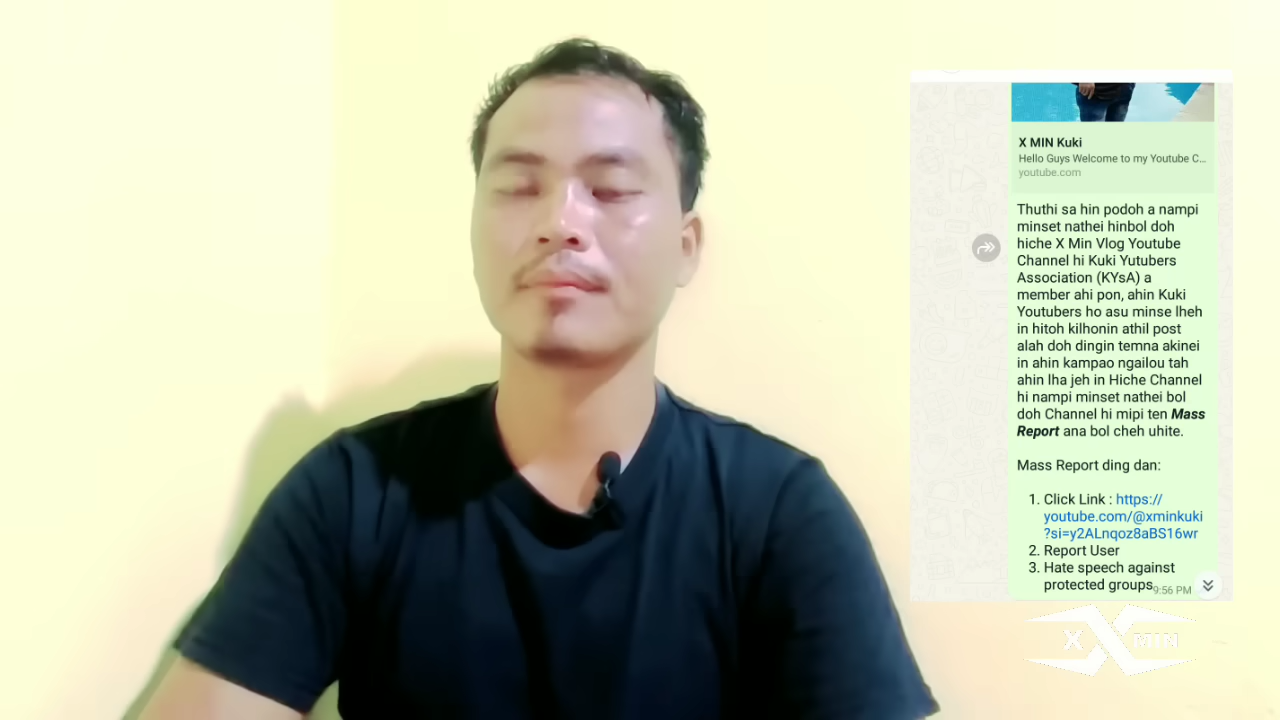 X MIN Kuki
Hello Guys Welcome to my Youtube C...
youtube.com
Thuthi sa hin podoh a nampi
minset nathei hinbol doh
hiche X Min Vlog Youtube
Channel hi Kuki Yutubers
Association (KYsA) a
member ahi pon, ahin Kuki
Youtubers ho asu minse lheh
in hitoh kilhonin athil post
alah doh dingin temna akinei
in ahin kampao ngailou tah
ahin lha jeh in Hiche Channel
hi nampi minset nathei bol
doh Channel hi mipi ten Mass
Report ana bol cheh uhite.
Mass Report ding dan:
1. Click Link : https://
youtube.com/@xminkuki
?si=y2ALnqoz8aBS16wr
2. Report User
3. Hate speech against
protected groups
9:56 PM
X X MIN